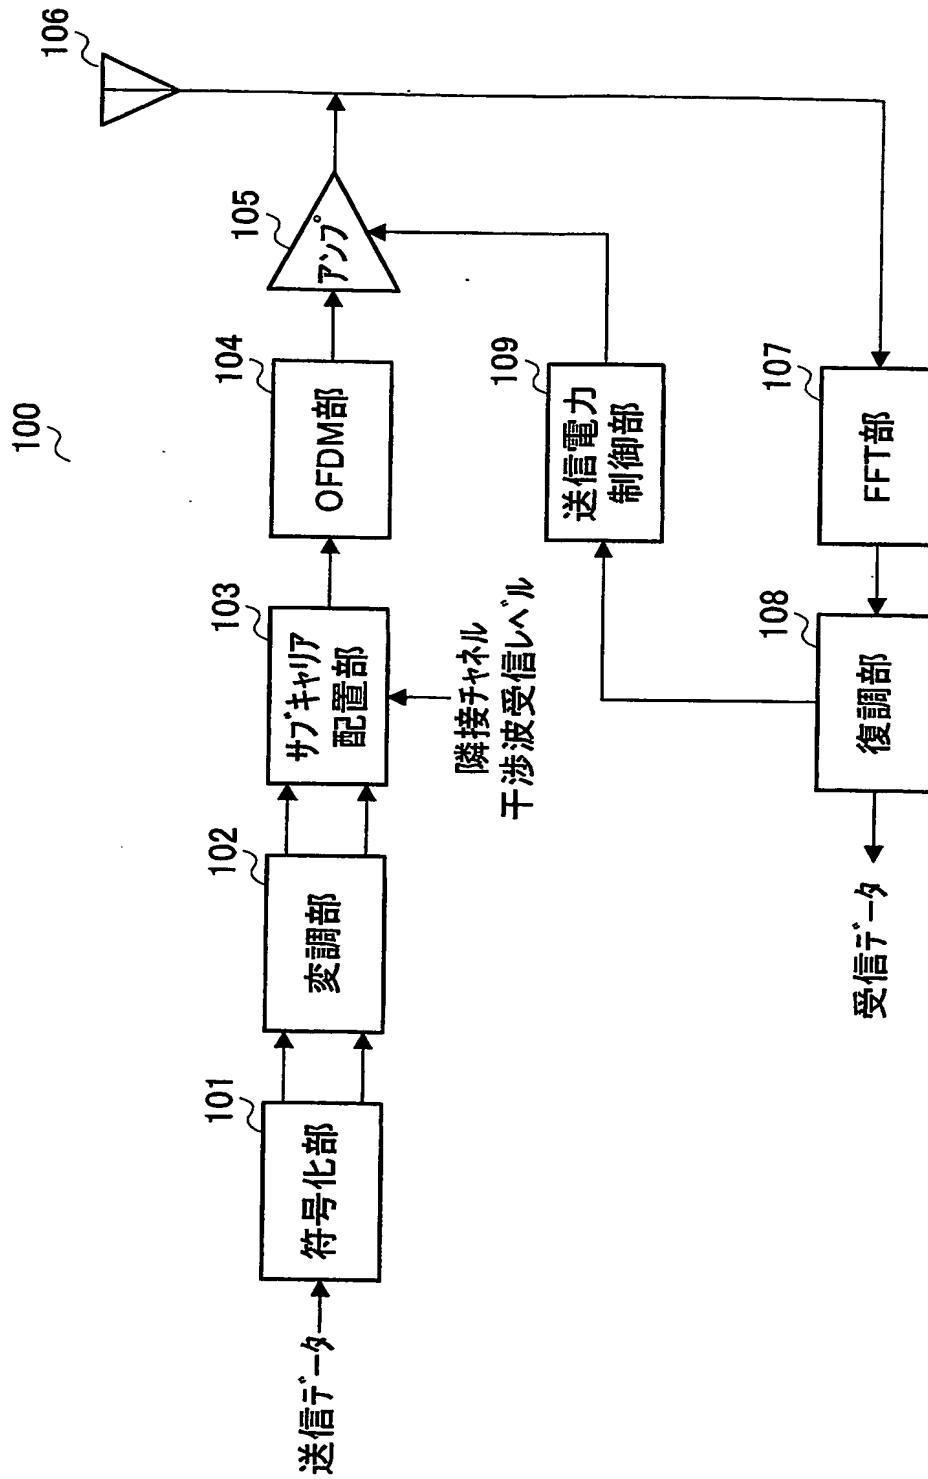 100
送信データ
101
符号化部
102
変調部
103
サブキャリア
配置部
隣接チャネル
干渉波受信レベル
104
OFDM部
105
アンプ
106
109
送信電力
制御部
107
FFT部
108
復調部
受信データ